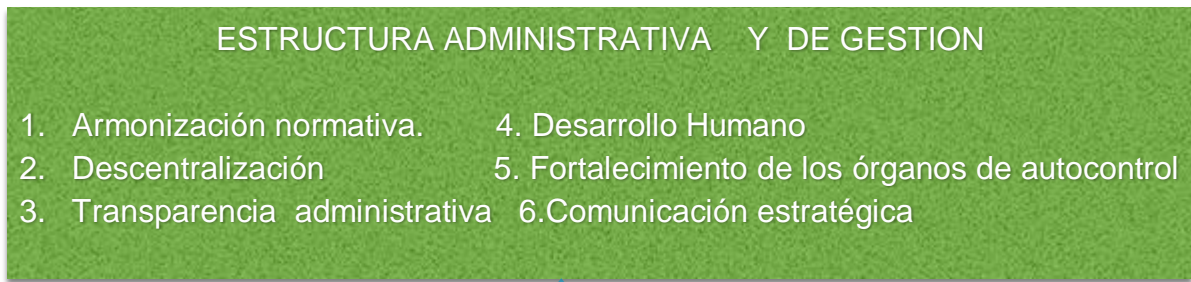 ESTRUCTURA ADMINISTRATIVA Y DE GESTION
1. Armonización normativa. 4. Desarrollo Humano
2. Descentralización 5. Fortalecimiento de los órganos de autocontrol
3. Transparencia administrativa 6.Comunicación estratégica